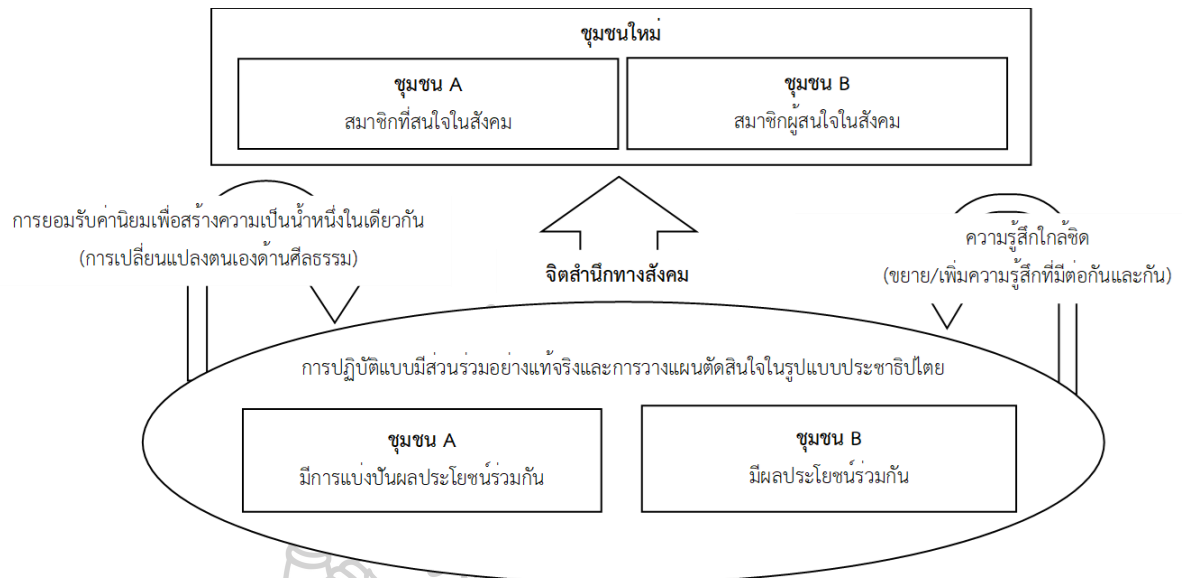 ชุมชนใหม่
ชุมชน A
สมาชิกที่สนใจในสังคม
ชุมชน B
สมาชิกผู้สนใจในสังคม
การยอมรับค่านิยมเพื่อสร้างความเป็นน้ำหนึ่งในเดียวกัน
(การเปลี่ยนแปลงตนเองด้านศีลธรรม)
จิตสำนึกทางสังคม
ความรู้สึกใกล้ชิด
(ขยาย/เพิ่มความรู้สึกที่มีต่อกันและกัน)
การปฏิบัติแบบมีส่วนร่วมอย่างแท้จริงและการวางแผนตัดสินใจในรูปแบบประชาธิปไตย
ชุมชน A
มีการแบ่งปันผลประโยชน์ร่วมกัน
ชุมชน B
มีผลประโยชน์ร่วมกัน